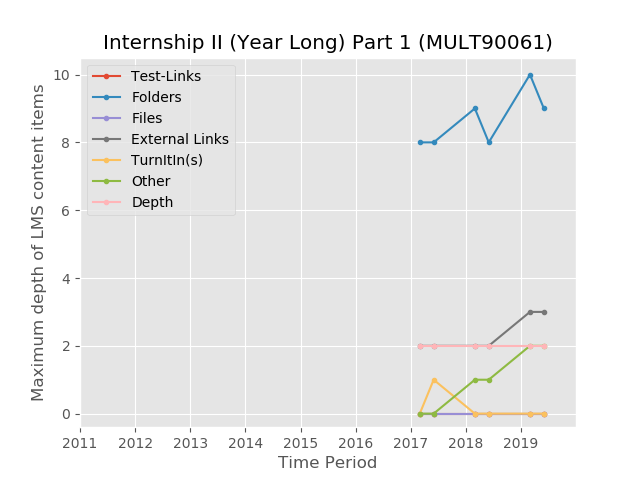 Internship II (Year Long) Part 1 (MULT90061)
Test-Links
Folders
Files
External Links
TurnItIn(s)
Other
Depth
Maximum depth of LMS content items
10
8
6
4
2
0
2011 2012 2013 2014 2015 2016 2017 2018 2019
Time Period